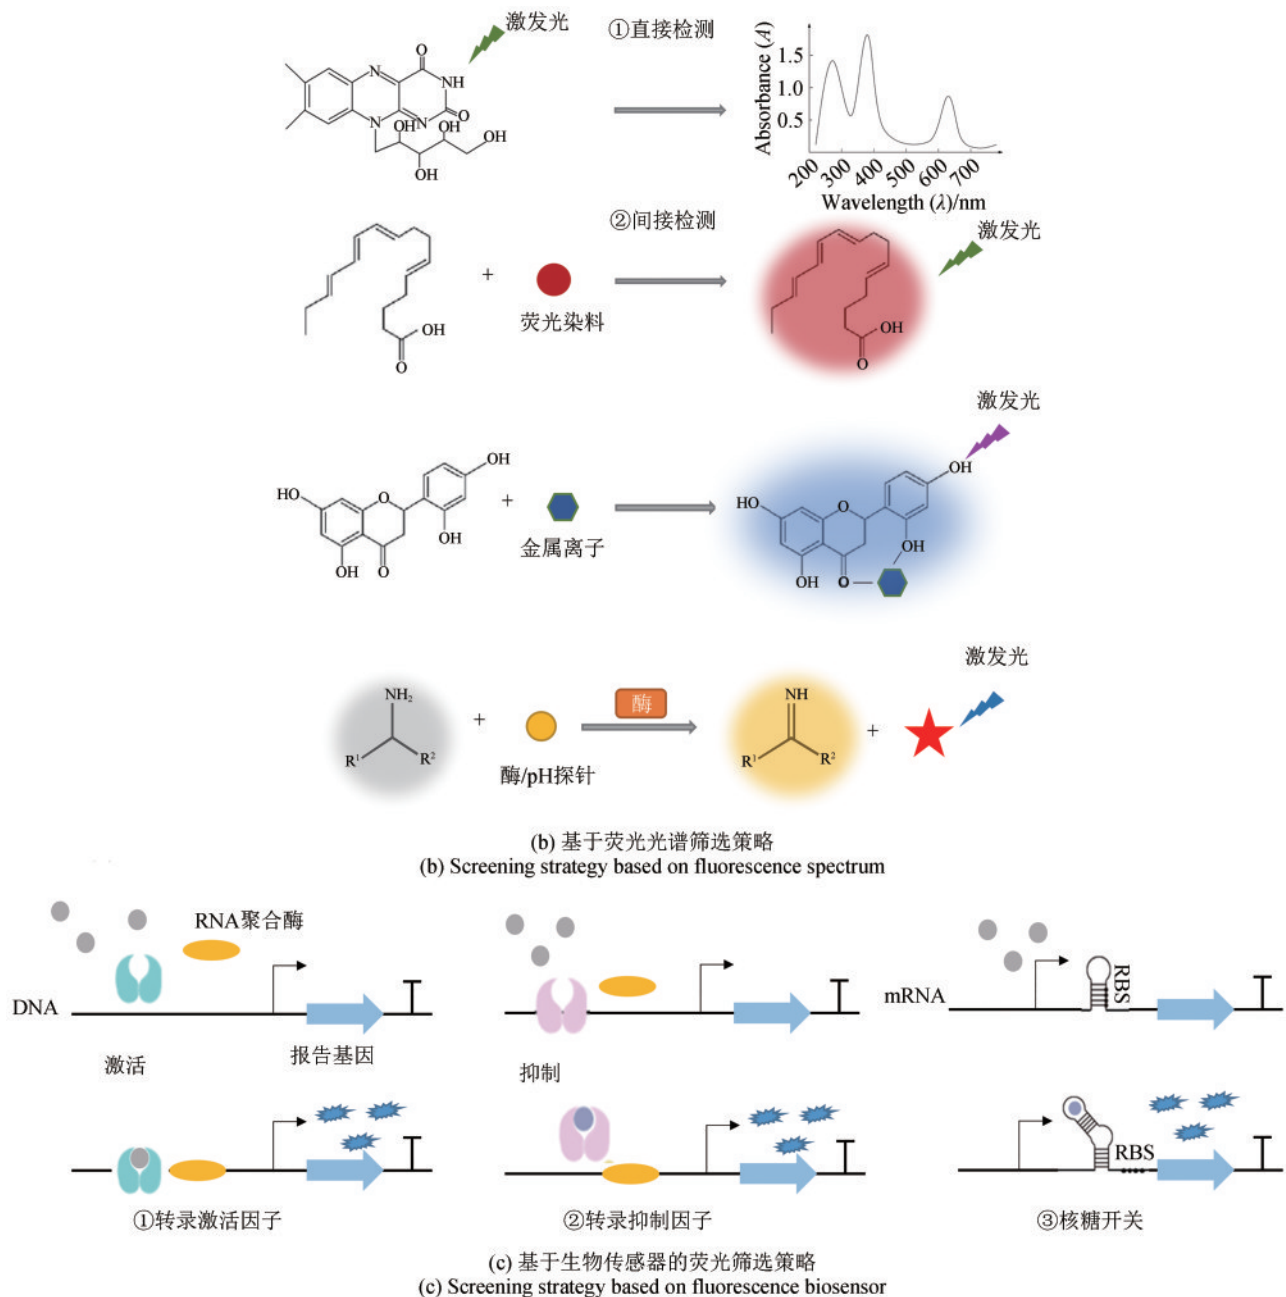 激发光
①直接检测
O
N
NH
N
N
O
OH
OH
OH
OH
Absorbance (A)
1.5
1.0
0.5
200
300
400
500
600
700
Wavelength (λ)/nm
②间接检测
激发光
+
荧光染料
OH
O
OH
O
激发光
HO
O
OH
OH
OH
O
+
金属离子
HO
O
OH
OH
OH
O
激发光
NH₂
R¹
R²
+
酶
酶/pH探针
NH
R¹
R²
+
(b) 基于荧光光谱筛选策略
(b) Screening strategy based on fluorescence spectrum
RNA聚合酶
DNA
激活
报告基因
抑制
mRNA
RBS
RBS
①转录激活因子
②转录抑制因子
③核糖开关
(c) 基于生物传感器的荧光筛选策略
(c) Screening strategy based on fluorescence biosensor